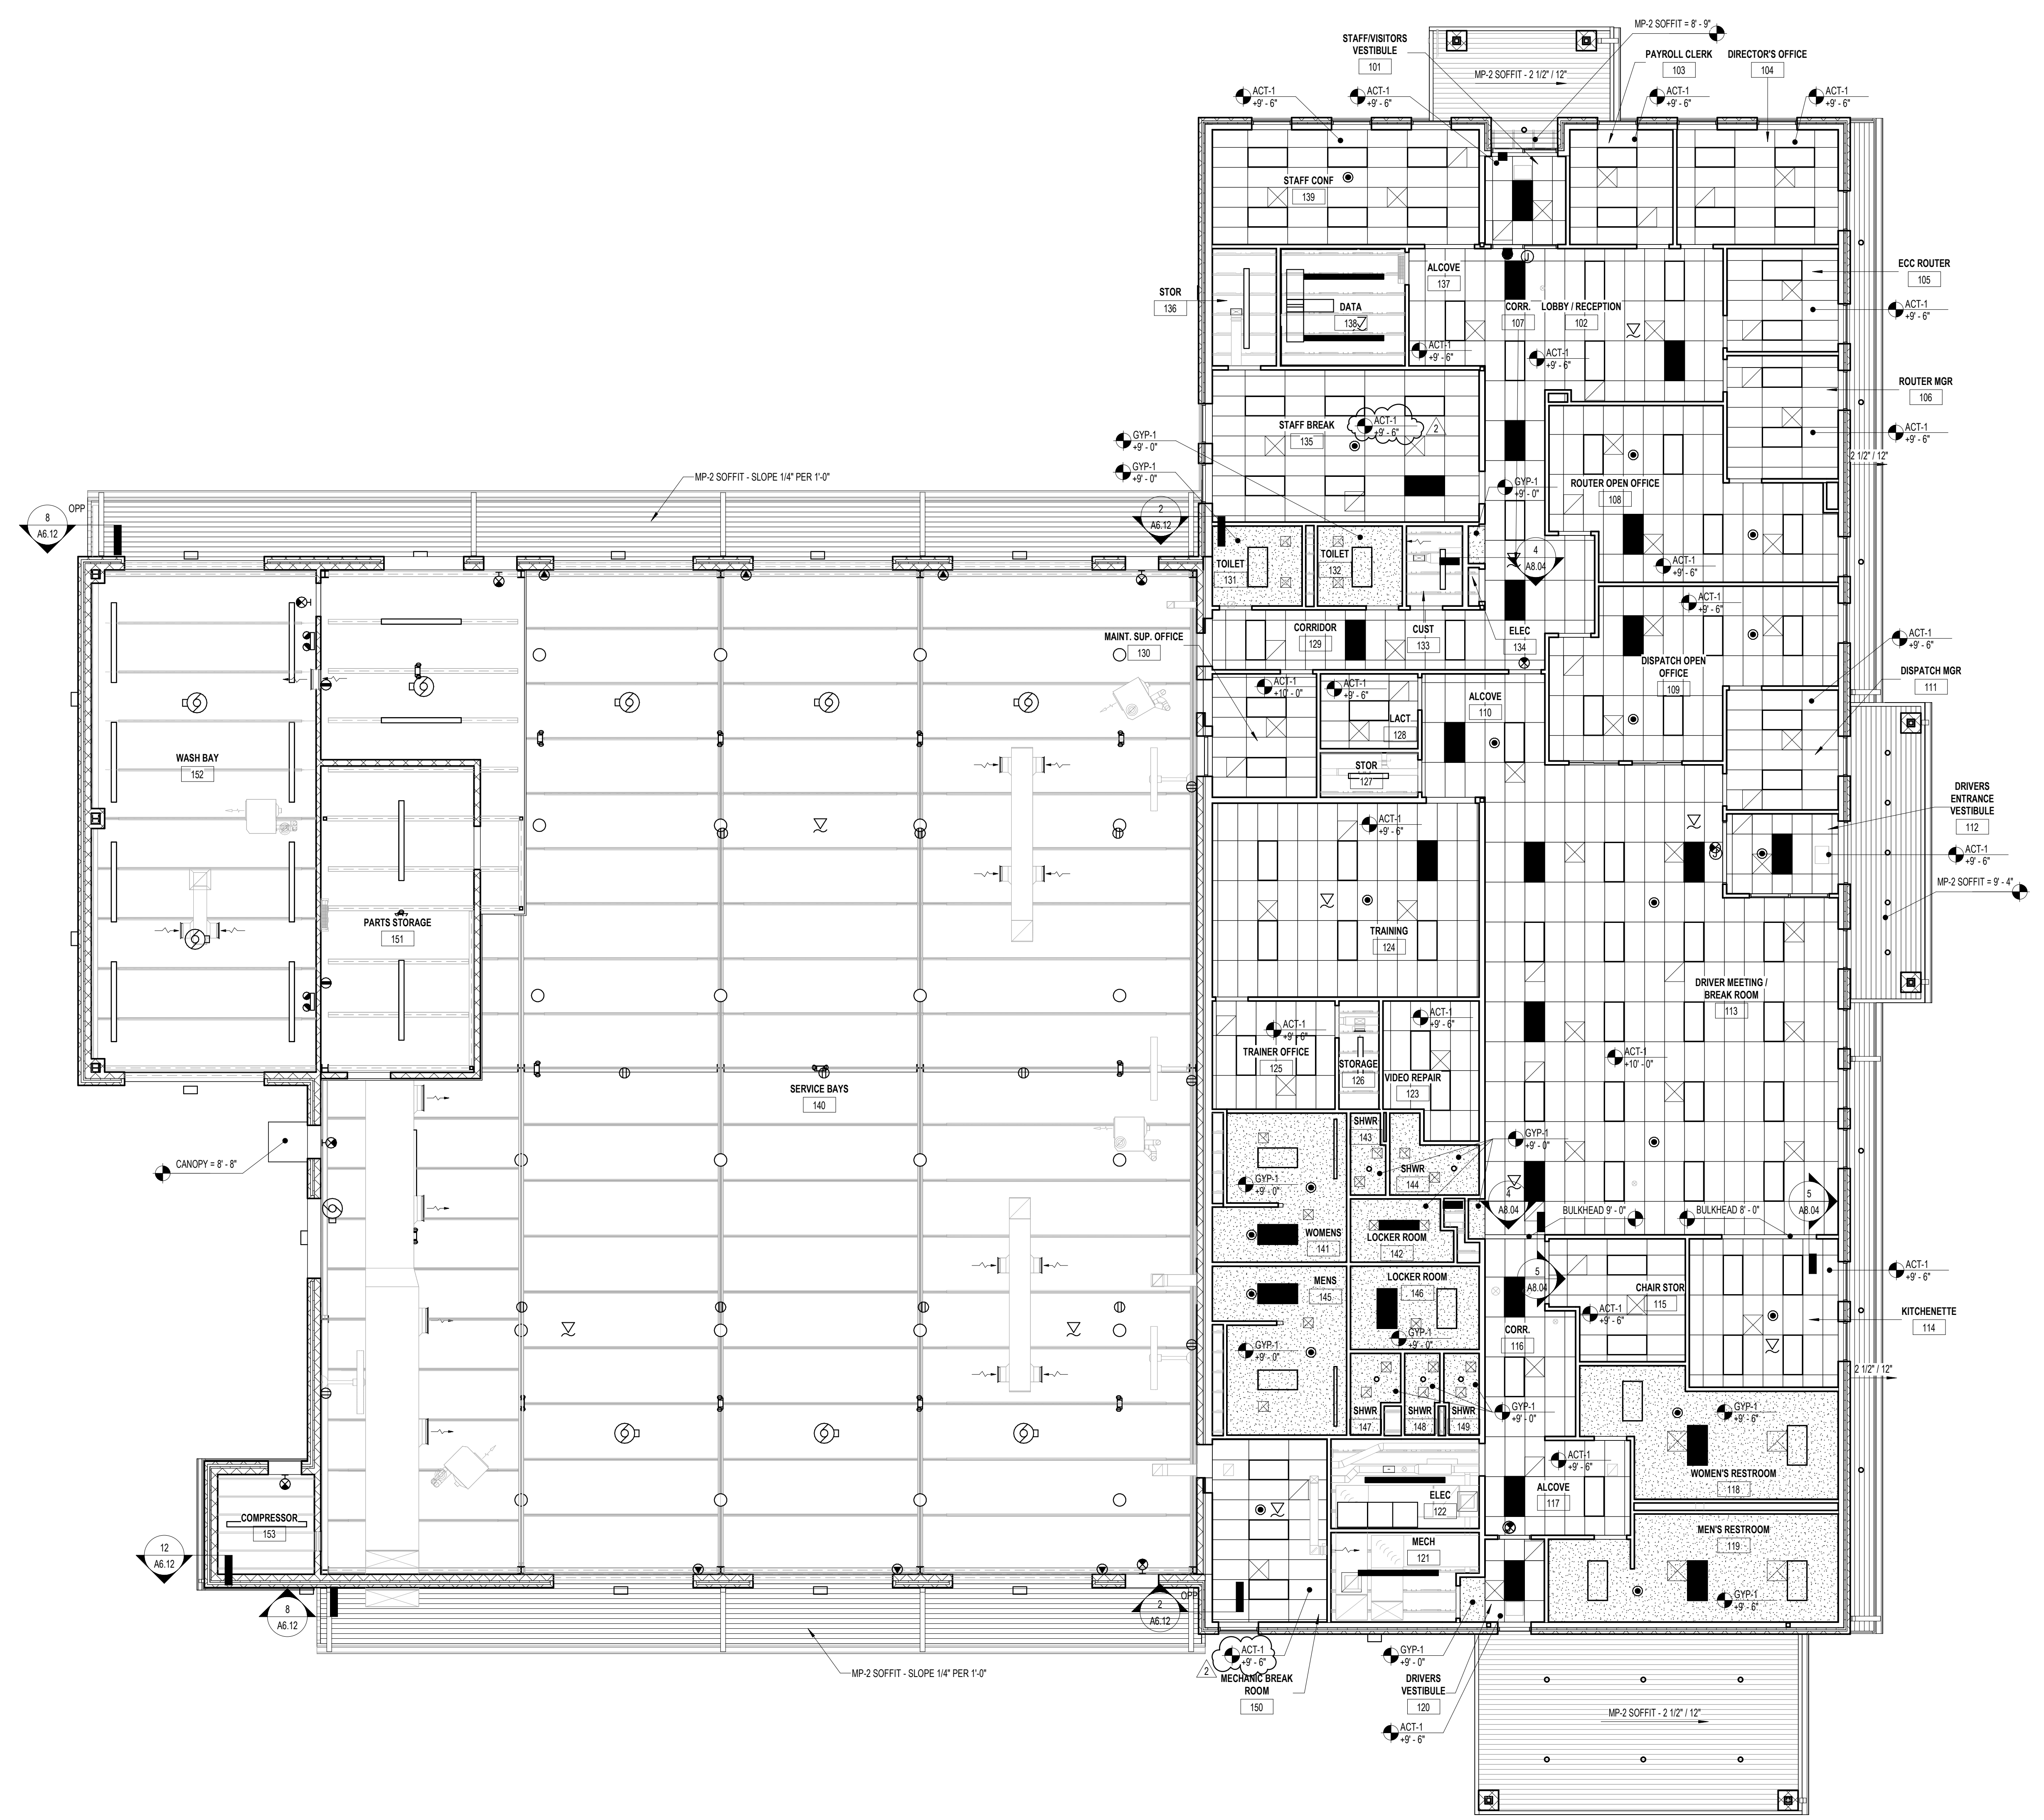 MP-2 SOFFIT = 8' - 9"
STAFF/VISITORS
VESTIBULE
101
PAYROLL CLERK
103
DIRECTOR'S OFFICE
104
MP-2 SOFFIT - 2 1/2" / 12"
ACT-1
+9' - 6"
ACT-1
+9' - 6"
ACT-1
+9' - 6"
ACT-1
+9' - 6"
STAFF CONF
139
ECC ROUTER
105
ACT-1
+9' - 6"
STOR
136
DATA
138
ALCOVE
137
CORR.
107
LOBBY / RECEPTION
102
ACT-1
+9' - 6"
ACT-1
+9' - 6"
ROUTER MGR
106
ACT-1
+9' - 6"
2 1/2" / 12"
STAFF BREAK
135
ACT-1
+9' - 6"
2
GYP-1
+9' - 0"
GYP-1
+9' - 0"
GYP-1
+9' - 0"
ROUTER OPEN OFFICE
108
ACT-1
+9' - 6"
MP-2 SOFFIT - SLOPE 1/4" PER 1'-0"
8
A6.12
OPP
2
A6.12
4
A8.04
TOILET
131
TOILET
132
CORRIDOR
129
CUST
133
ELEC
134
MAINT. SUP. OFFICE
130
ACT-1
+9' - 6"
ACT-1
+9' - 6"
DISPATCH OPEN
OFFICE
109
DISPATCH MGR
111
ACT-1
+10' - 0"
ACT-1
+9' - 6"
LACT
128
ALCOVE
110
STOR
127
WASH BAY
152
DRIVERS
ENTRANCE
VESTIBULE
112
ACT-1
+9' - 6"
MP-2 SOFFIT = 9' - 4"
ACT-1
+9' - 6"
TRAINING
124
PARTS STORAGE
151
DRIVER MEETING /
BREAK ROOM
113
ACT-1
+10' - 0"
ACT-1
+9' - 6"
TRAINER OFFICE
125
STORAGE
126
ACT-1
+9' - 6"
VIDEO REPAIR
123
SERVICE BAYS
140
CANOPY = 8' - 8"
SHWR
143
SHWR
144
GYP-1
+9' - 0"
GYP-1
+9' - 0"
WOMENS
141
LOCKER ROOM
142
4
A8.04
5
A8.04
BULKHEAD 9' - 0"
BULKHEAD 8' - 0"
5
A8.04
MENS
145
LOCKER ROOM
146
GYP-1
+9' - 0"
GYP-1
+9' - 0"
CHAIR STOR
115
ACT-1
+9' - 6"
ACT-1
+9' - 6"
KITCHENETTE
114
CORR.
116
2 1/2" / 12"
SHWR
147
SHWR
148
SHWR
149
GYP-1
+9' - 0"
GYP-1
+9' - 6"
WOMEN'S RESTROOM
118
ACT-1
+9' - 6"
ALCOVE
117
ELEC
122
MECH
121
MEN'S RESTROOM
119
GYP-1
+9' - 6"
COMPRESSOR
153
12
A6.12
8
A6.12
OPP
2
A6.12
MP-2 SOFFIT - SLOPE 1/4" PER 1'-0"
2
ACT-1
+9' - 6"
MECHANIC BREAK
ROOM
150
GYP-1
+9' - 0"
DRIVERS
VESTIBULE
120
ACT-1
+9' - 6"
MP-2 SOFFIT - 2 1/2" / 12"